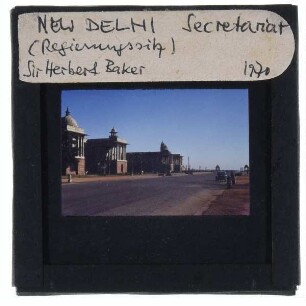 NEW DELHI Secretariat
(Regierungssitz)
Sir Herbert Baker 1970